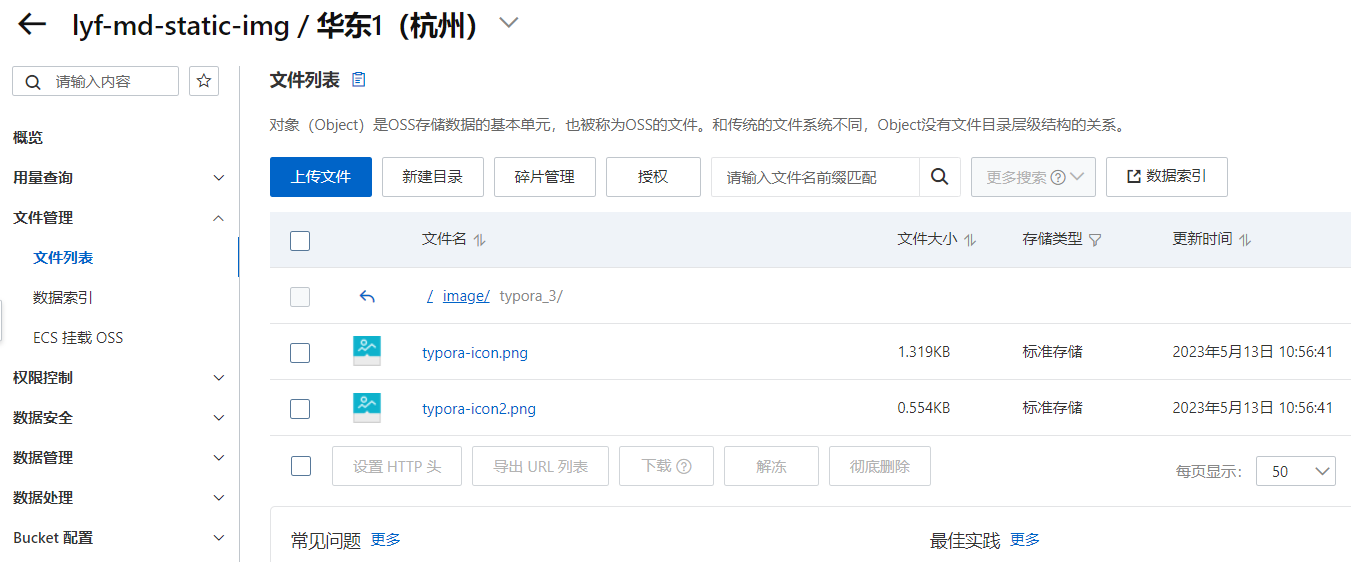 lyf-md-static-img / 华东1（杭州）
请输入内容
概览
用量查询
文件管理
文件列表
数据索引
ECS 挂载 OSS
权限控制
数据安全
数据管理
数据处理
Bucket 配置
文件列表
对象（Object）是OSS存储数据的基本单元，也被称为OSS的文件。和传统的文件系统不同，Object没有文件目录层级结构的关系。
上传文件 新建目录 碎片管理 授权 请输入文件名前缀匹配 更多搜索 数据索引
文件名 文件大小 存储类型 更新时间
/ image/ typora_3/
typora-icon.png 1.319KB 标准存储 2023年5月13日 10:56:41
typora-icon2.png 0.554KB 标准存储 2023年5月13日 10:56:41
设置 HTTP 头 导出 URL 列表 下载 解冻 彻底删除 每页显示： 50
常见问题 更多 最佳实践 更多